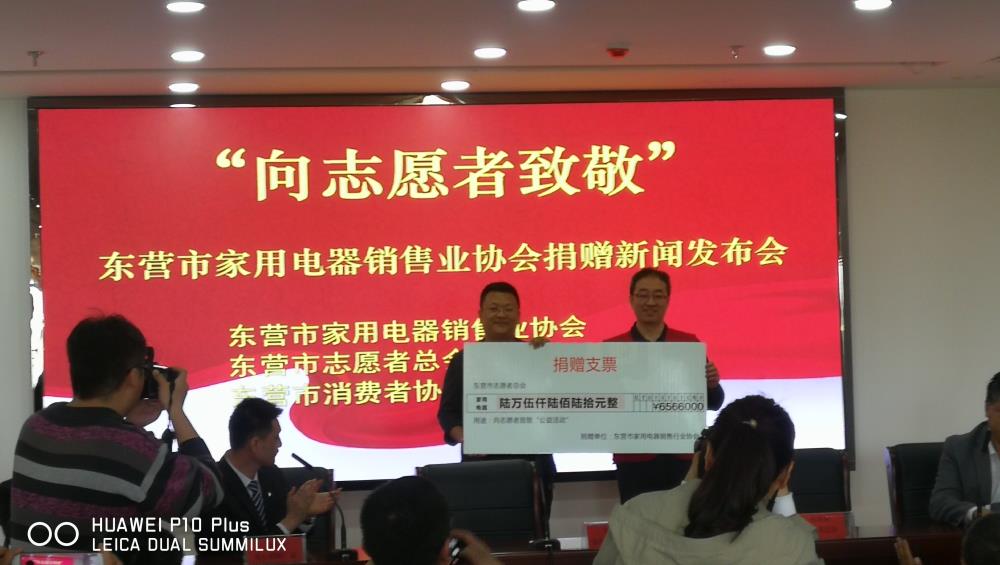 “向志愿者致敬”
东营市家用电器销售业协会捐赠新闻发布会
东营市家用电器销售业协会
东营市志愿者总会
东营市消费者协
捐赠支票
东营市志愿者总会
家用电器 陆万伍仟陆佰陆拾元整 ¥6566000
用途:向志愿者致敬“公益活动”
捐赠单位:东营市家用电器销售行业协会
HUAWEI P10 Plus
LEICA DUAL SUMMILUX